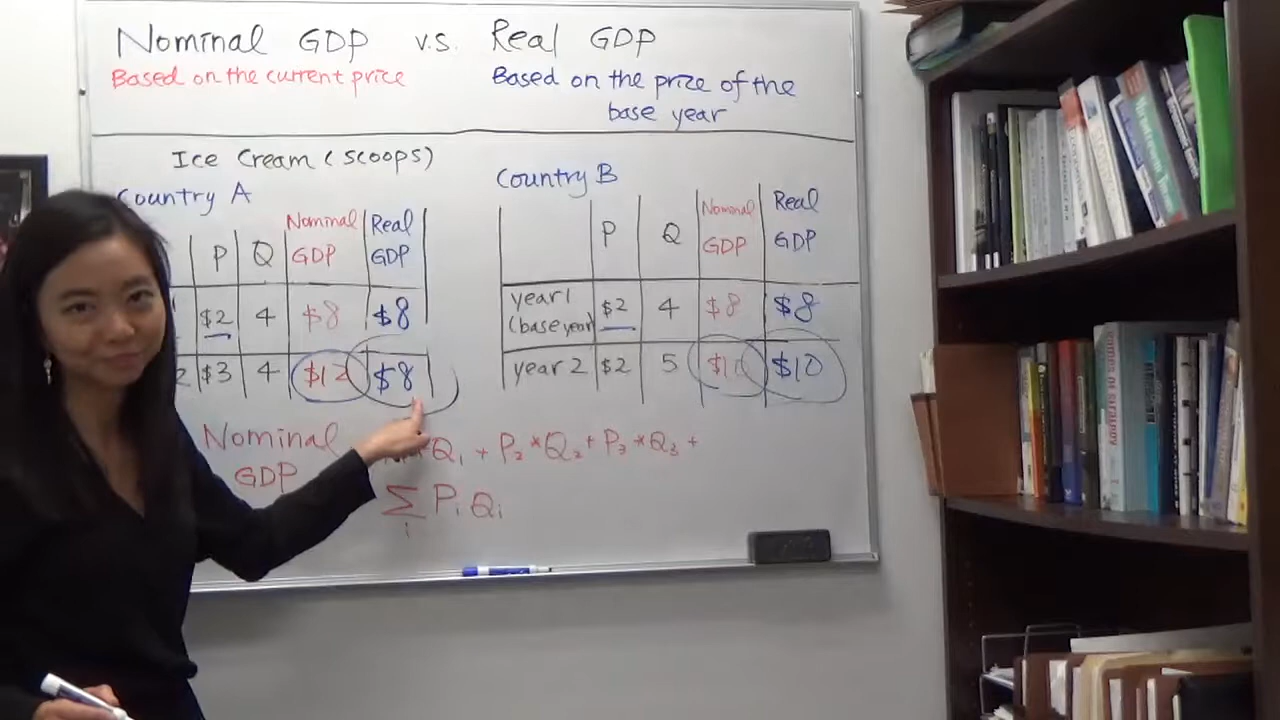 Nominal GDP v.s. Real GDP
Based on the current price
Based on the prize of the
base year
Ice Cream (scoops)
Country A
P Q Nominal GDP Real GDP
$2 4 $8 $8
2 $3 4 $12 $8
Country B
P Q Nominal GDP Real GDP
year 1 (base year) $2 4 $8 $8
year 2 $2 5 $10 $10
Nominal
GDP
Q₁ + P₂ * Q₂ + P₃ * Q₃ +
∑ᵢ Pᵢ Qᵢ